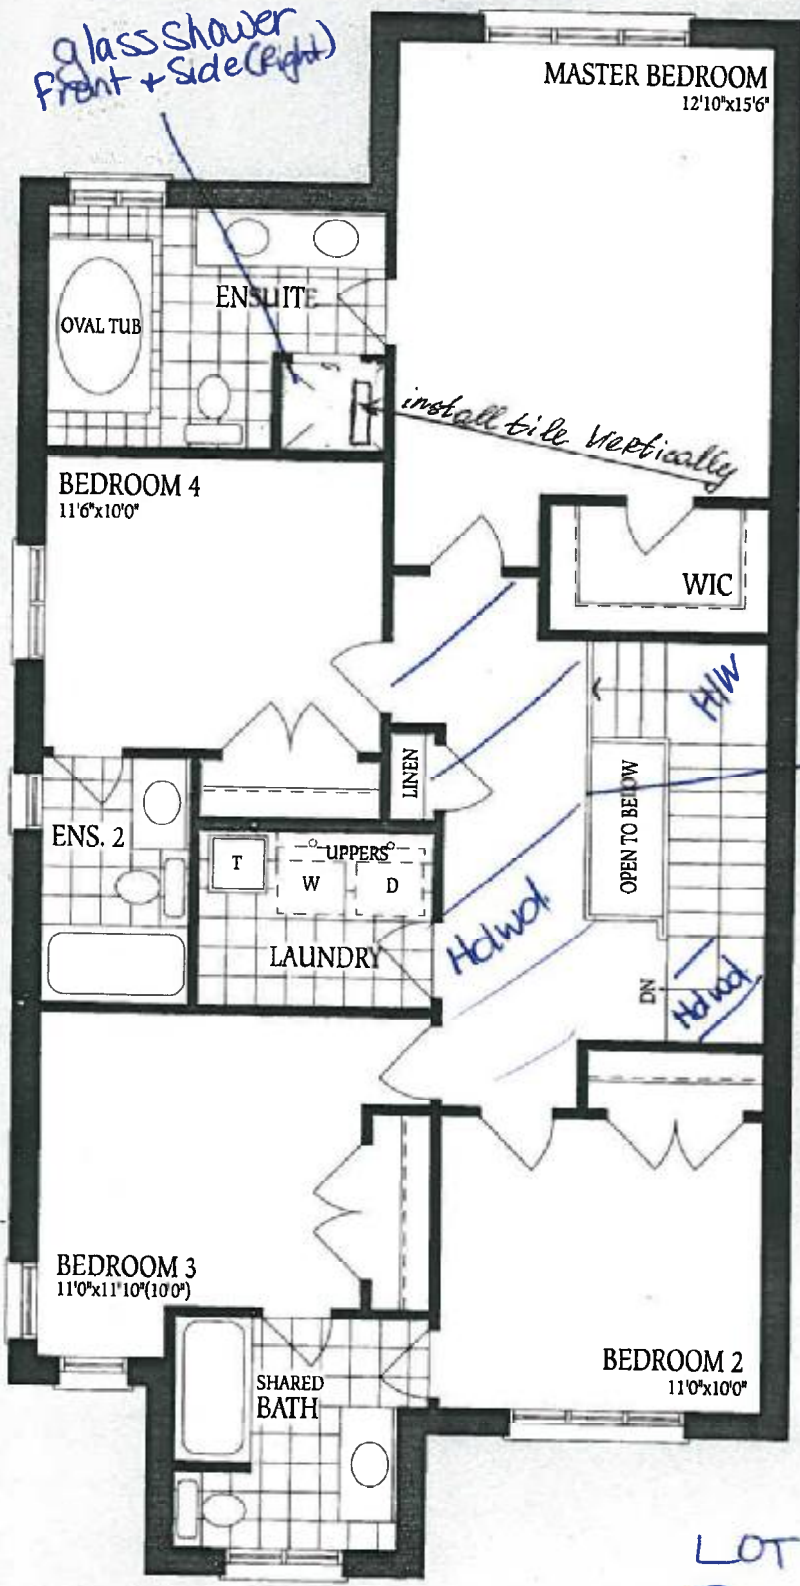 glass shower
front + Side (Right)
MASTER BEDROOM
12'10"x15'6"
ENSUITE
OVAL TUB
install tile vertically
BEDROOM 4
11'6"x10'0"
WIC
H/W
LINEN
OPEN TO BELOW
ENS. 2
UPPERS
T
W
D
LAUNDRY
Hdwd.
DN
Hdwd
BEDROOM 3
11'0"x11'10"(10'0")
BEDROOM 2
11'0"x10'0"
SHARED
BATH
LOT